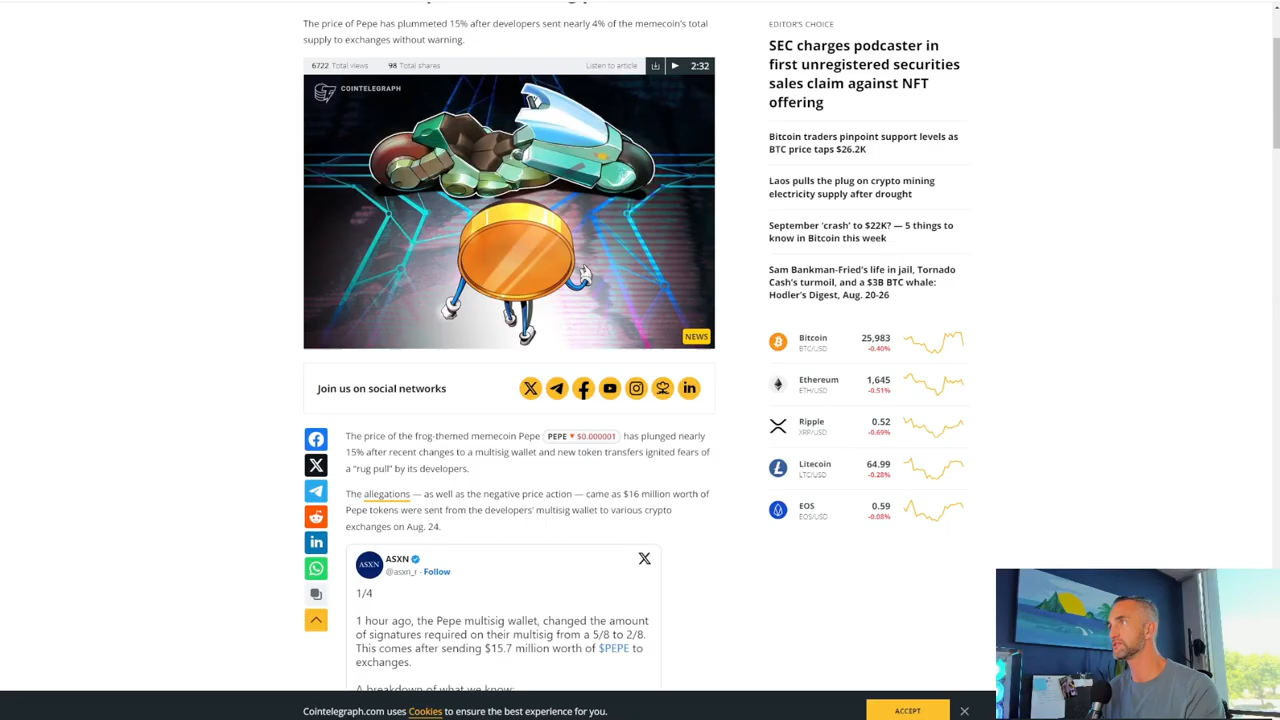 The price of Pepe has plummeted 15% after developers sent nearly 4% of the memecoin's total
supply to exchanges without warning.
6722 Total views 98 Total shares Listen to article 2:32
COINTELEGRAPH
NEWS
Join us on social networks
The price of the frog-themed memecoin Pepe PEPE ▼ $0.000001 has plunged nearly
15% after recent changes to a multisig wallet and new token transfers ignited fears of
a “rug pull” by its developers.
The allegations — as well as the negative price action — came as $16 million worth of
Pepe tokens were sent from the developers’ multisig wallet to various crypto
exchanges on Aug. 24.
ASXN
ASXN
@asxn_r · Follow
1/4
1 hour ago, the Pepe multisig wallet, changed the amount
of signatures required on their multisig from a 5/8 to 2/8.
This comes after sending $15.7 million worth of $PEPE to
exchanges.
A breakdown of what we know:
EDITOR'S CHOICE
SEC charges podcaster in
first unregistered securities
sales claim against NFT
offering
Bitcoin traders pinpoint support levels as
BTC price taps $26.2K
Laos pulls the plug on crypto mining
electricity supply after drought
September ‘crash’ to $22K? — 5 things to
know in Bitcoin this week
Sam Bankman-Fried’s life in jail, Tornado
Cash’s turmoil, and a $3B BTC whale:
Hodler’s Digest, Aug. 20-26
Bitcoin 25,983
BTC/USD -0.40%
Ethereum 1,645
ETH/USD -0.51%
Ripple 0.52
XRP/USD -0.69%
Litecoin 64.99
LTC/USD -0.28%
EOS 0.59
EOS/USD -0.08%
Cointelegraph.com uses Cookies to ensure the best experience for you.
ACCEPT